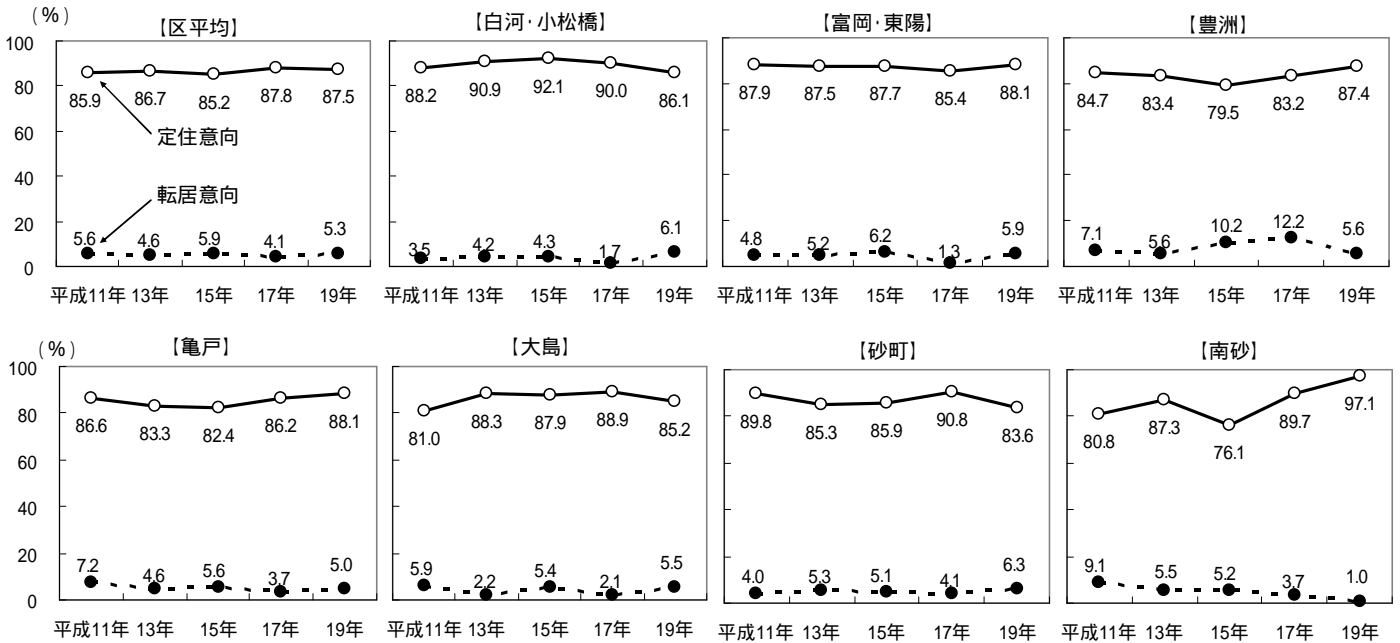 (%)
【区平均】 【白河・小松橋】 【富岡・東陽】 【豊洲】
100
80
60
40
20
0
85.9 86.7 85.2 87.8 87.5
定住意向
転居意向
5.6 4.6 5.9 4.1 5.3
88.2 90.9 92.1 90.0 86.1
3.5 4.2 4.3 1.7 6.1
87.9 87.5 87.7 85.4 88.1
4.8 5.2 6.2 1.3 5.9
84.7 83.4 79.5 83.2 87.4
7.1 5.6 10.2 12.2 5.6
平成11年 13年 15年 17年 19年 平成11年 13年 15年 17年 19年 平成11年 13年 15年 17年 19年 平成11年 13年 15年 17年 19年
(%)
【亀戸】 【大島】 【砂町】 【南砂】
100
80
60
40
20
0
86.6 83.3 82.4 86.2 88.1
7.2 4.6 5.6 3.7 5.0
81.0 88.3 87.9 88.9 85.2
5.9 2.2 5.4 2.1 5.5
89.8 85.3 85.9 90.8 83.6
4.0 5.3 5.1 4.1 6.3
80.8 87.3 76.1 89.7 97.1
9.1 5.5 5.2 3.7 1.0
平成11年 13年 15年 17年 19年 平成11年 13年 15年 17年 19年 平成11年 13年 15年 17年 19年 平成11年 13年 15年 17年 19年